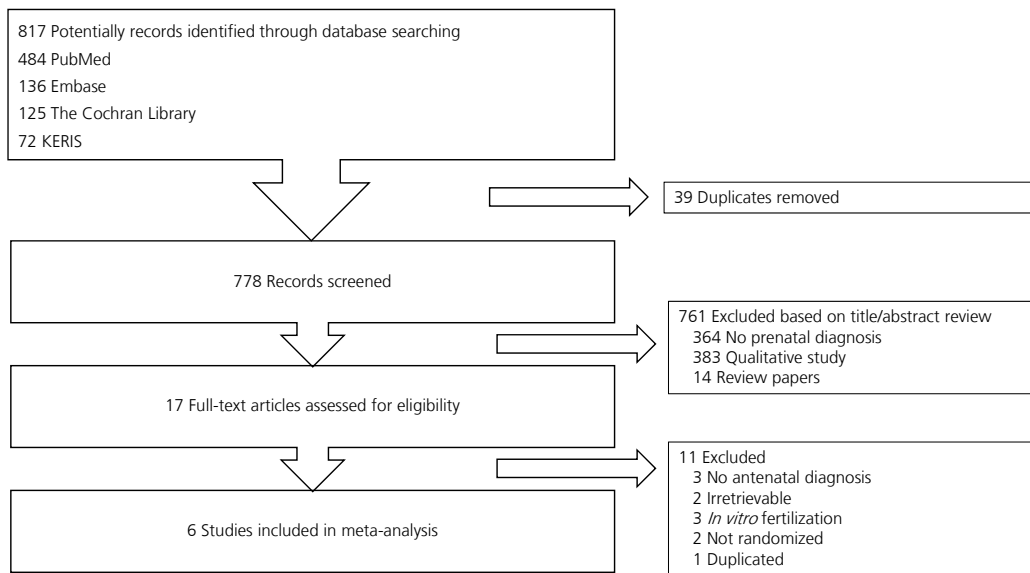 817 Potentially records identified through database searching
484 PubMed
136 Embase
125 The Cochran Library
72 KERIS
39 Duplicates removed
778 Records screened
761 Excluded based on title/abstract review
364 No prenatal diagnosis
383 Qualitative study
14 Review papers
17 Full-text articles assessed for eligibility
11 Excluded
3 No antenatal diagnosis
2 Irretrievable
3 In vitro fertilization
2 Not randomized
1 Duplicated
6 Studies included in meta-analysis